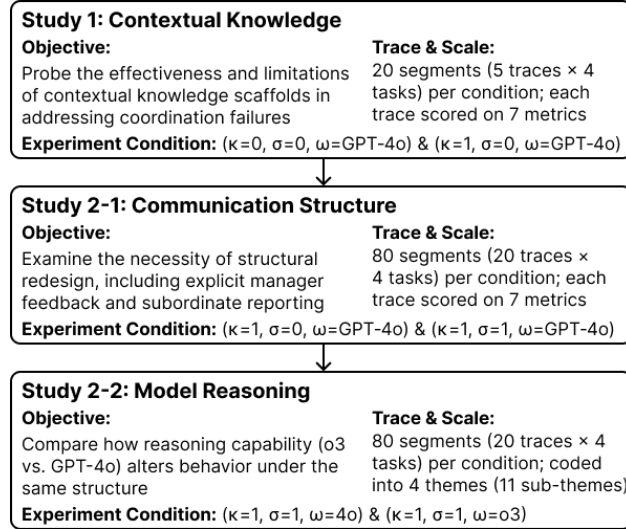 Study 1: Contextual Knowledge
Objective:
Probe the effectiveness and limitations
of contextual knowledge scaffolds in
addressing coordination failures
Trace & Scale:
20 segments (5 traces × 4
tasks) per condition; each
trace scored on 7 metrics
Experiment Condition: (κ=0, σ=0, ω=GPT-4o) & (κ=1, σ=0, ω=GPT-4o)
Study 2-1: Communication Structure
Objective:
Examine the necessity of structural
redesign, including explicit manager
feedback and subordinate reporting
Trace & Scale:
80 segments (20 traces ×
4 tasks) per condition; each
trace scored on 7 metrics
Experiment Condition: (κ=1, σ=0, ω=GPT-4o) & (κ=1, σ=1, ω=GPT-4o)
Study 2-2: Model Reasoning
Objective:
Compare how reasoning capability (o3
vs. GPT-4o) alters behavior under the
same structure
Trace & Scale:
80 segments (20 traces × 4
tasks) per condition; coded
into 4 themes (11 sub-themes)
Experiment Condition: (κ=1, σ=1, ω=4o) & (κ=1, σ=1, ω=o3)